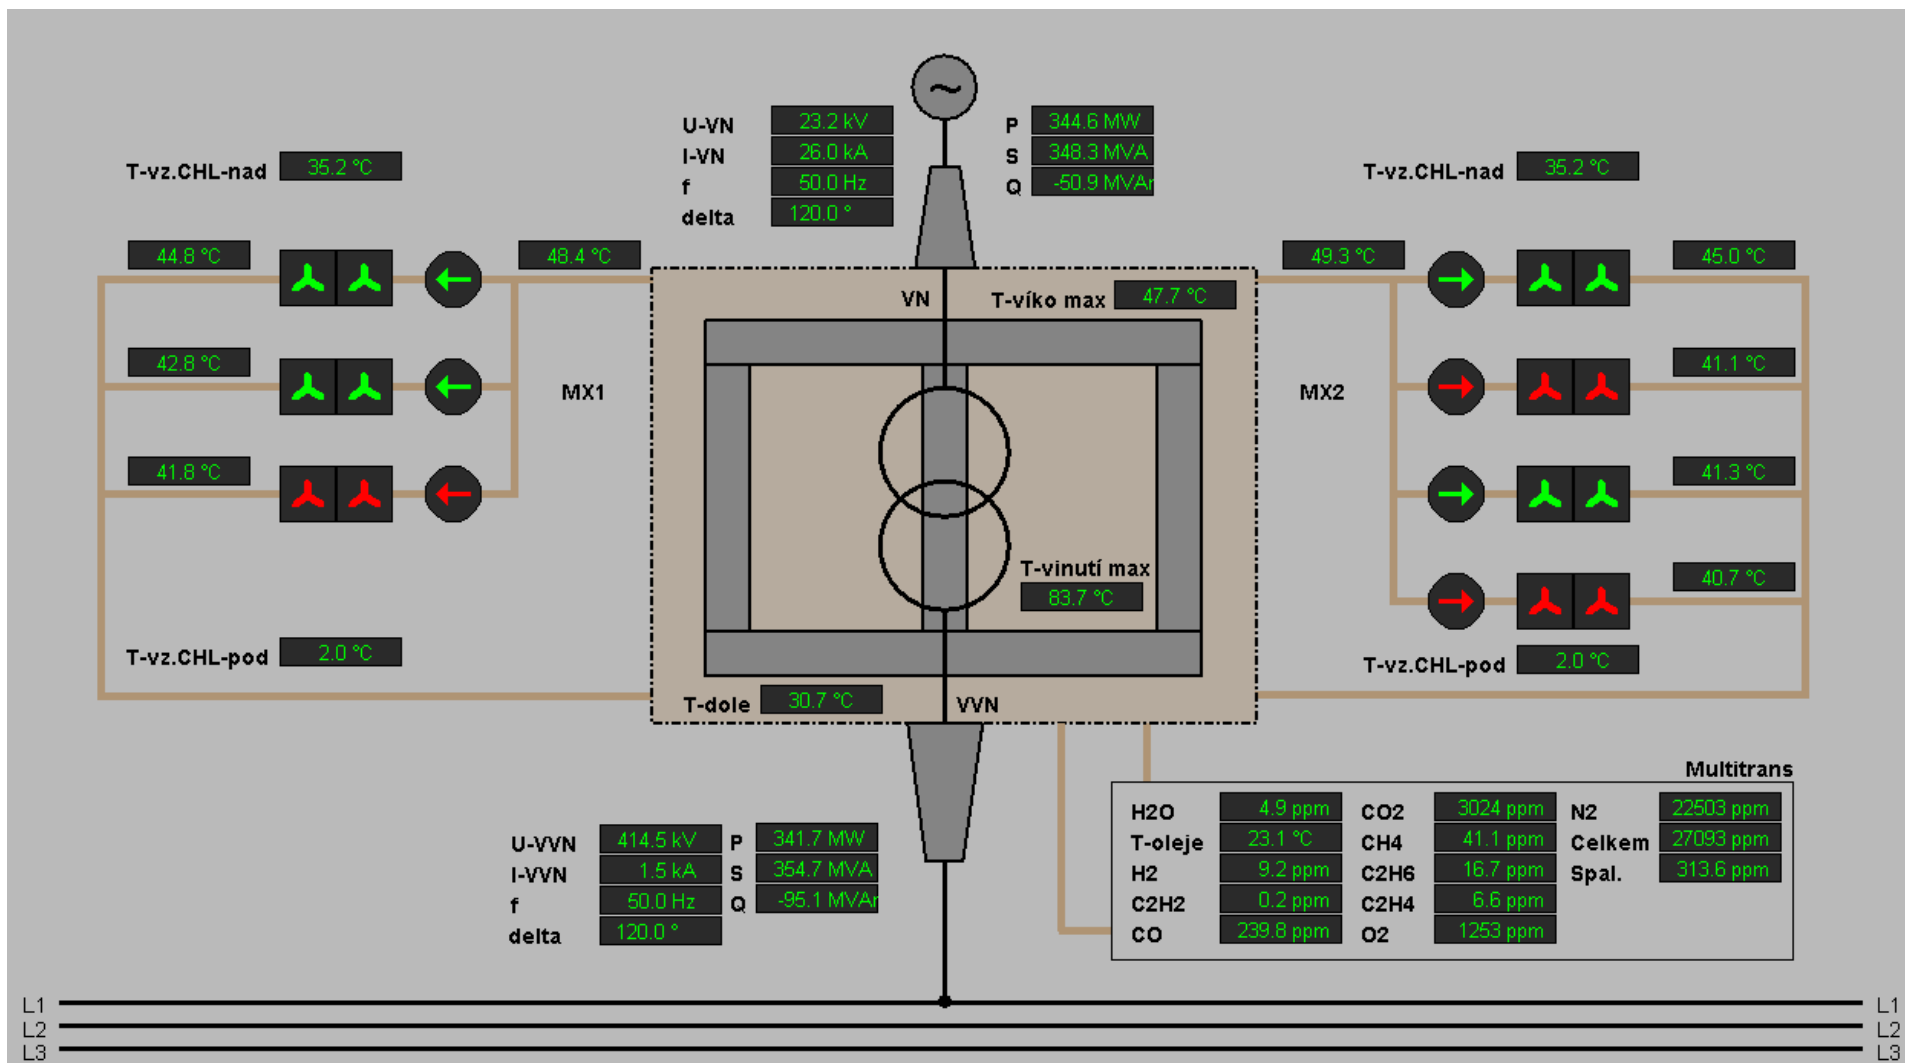 U-VN 23.2 kV P 344.6 MW
I-VN 26.0 kA S 348.3 MVA
f 50.0 Hz Q -50.9 MVAr
delta 120.0 °
T-vz.CHL-nad 35.2 °C
T-vz.CHL-nad 35.2 °C
44.8 °C 48.4 °C
49.3 °C 45.0 °C
VN T-víko max 47.7 °C
42.8 °C
MX1
MX2
41.1 °C
41.8 °C
41.3 °C
T-vinutí max
83.7 °C
40.7 °C
T-vz.CHL-pod 2.0 °C
T-vz.CHL-pod 2.0 °C
T-dole 30.7 °C VVN
Multitrans
H2O 4.9 ppm CO2 3024 ppm N2 22503 ppm
T-oleje 23.1 °C CH4 41.1 ppm Celkem 27093 ppm
H2 9.2 ppm C2H6 16.7 ppm Spal. 313.6 ppm
C2H2 0.2 ppm C2H4 6.6 ppm
CO 239.8 ppm O2 1253 ppm
U-VVN 414.5 kV P 341.7 MW
I-VVN 1.5 kA S 354.7 MVA
f 50.0 Hz Q -95.1 MVAr
delta 120.0 °
L1 L1
L2 L2
L3 L3